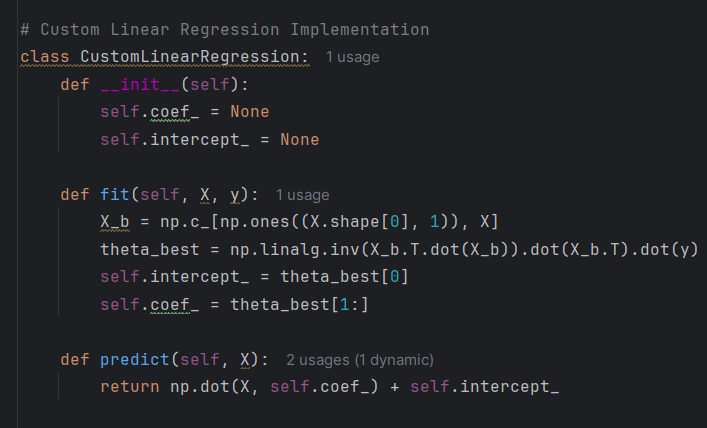 # Custom Linear Regression Implementation
class CustomLinearRegression: 1 usage
    def __init__(self):
        self.coef_ = None
        self.intercept_ = None
    def fit(self, X, y): 1 usage
        X_b = np.c_[np.ones((X.shape[0], 1)), X]
        theta_best = np.linalg.inv(X_b.T.dot(X_b)).dot(X_b.T).dot(y)
        self.intercept_ = theta_best[0]
        self.coef_ = theta_best[1:]
    def predict(self, X): 2 usages (1 dynamic)
        return np.dot(X, self.coef_) + self.intercept_